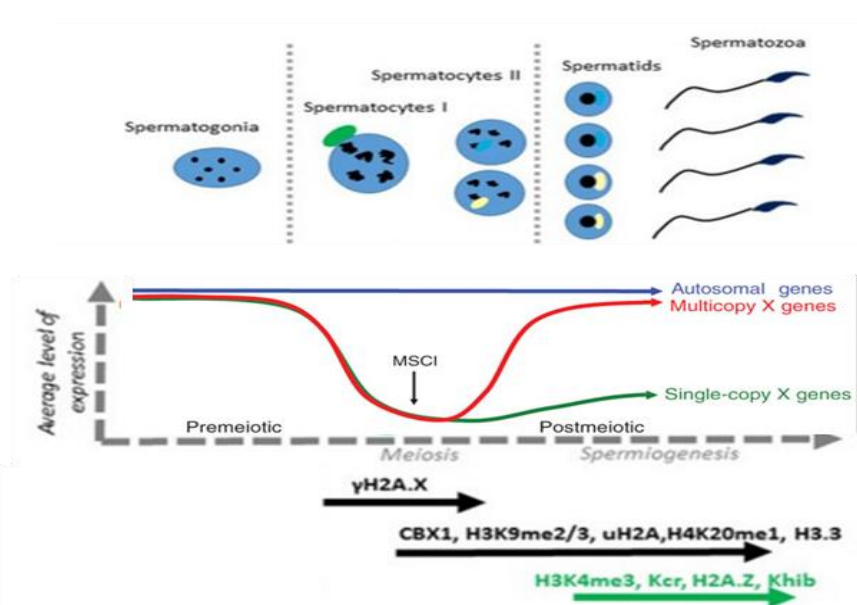 Spermatozoa
Spermatids
Spermatocytes II
Spermatocytes I
Spermatogonia
Average level of
expression
Autosomal genes
Multicopy X genes
MSCI
Single-copy X genes
Premeiotic
Postmeiotic
Meiosis
Spermiogenesis
γH2A.X
CBX1, H3K9me2/3, uH2A,H4K20me1, H3.3
H3K4me3, Kcr, H2A.Z, Khib